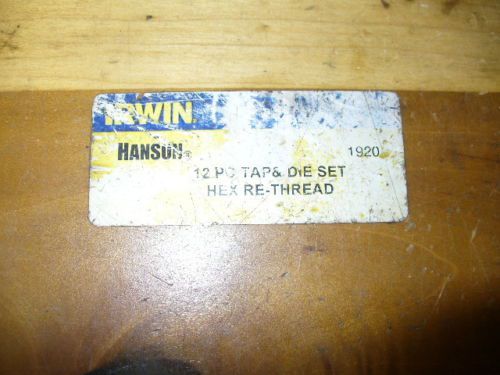 IRWIN
HANSON® 1920
12 PC TAP & DIE SET
HEX RE-THREAD